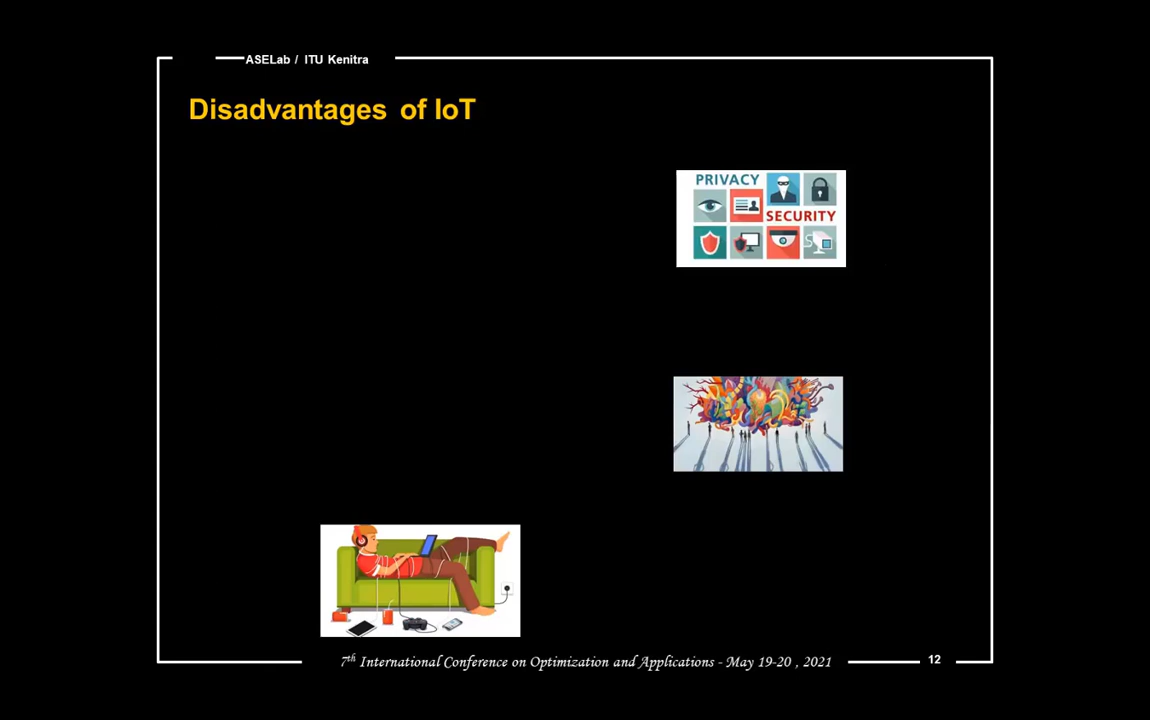 ASELab / ITU Kenitra
Disadvantages of IoT
PRIVACY
SECURITY
7th International Conference on Optimization and Applications - May 19-20 , 2021
12